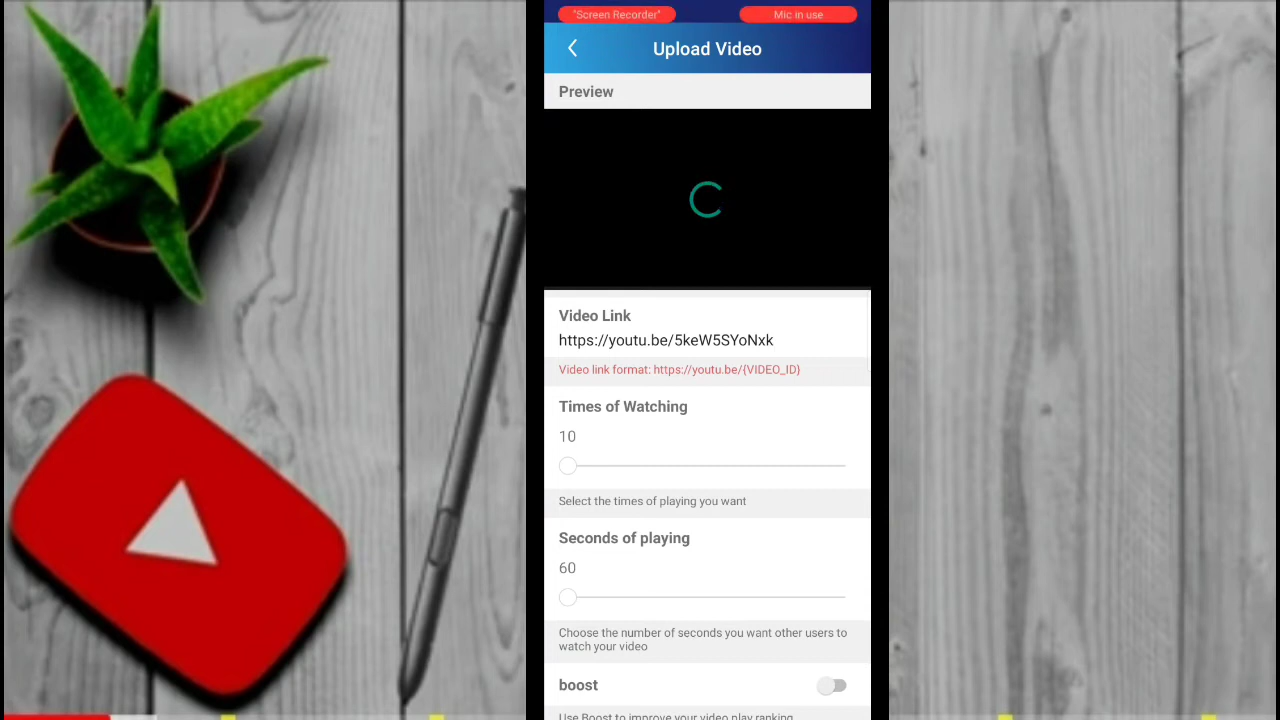 "Screen Recorder"
Mic in use
Upload Video
Preview
Video Link
https://youtu.be/5keW5SYoNxk
Video link format: https://youtu.be/{VIDEO_ID}
Times of Watching
10
Select the times of playing you want
Seconds of playing
60
Choose the number of seconds you want other users to
watch your video
boost
Use Boost to improve your video play ranking